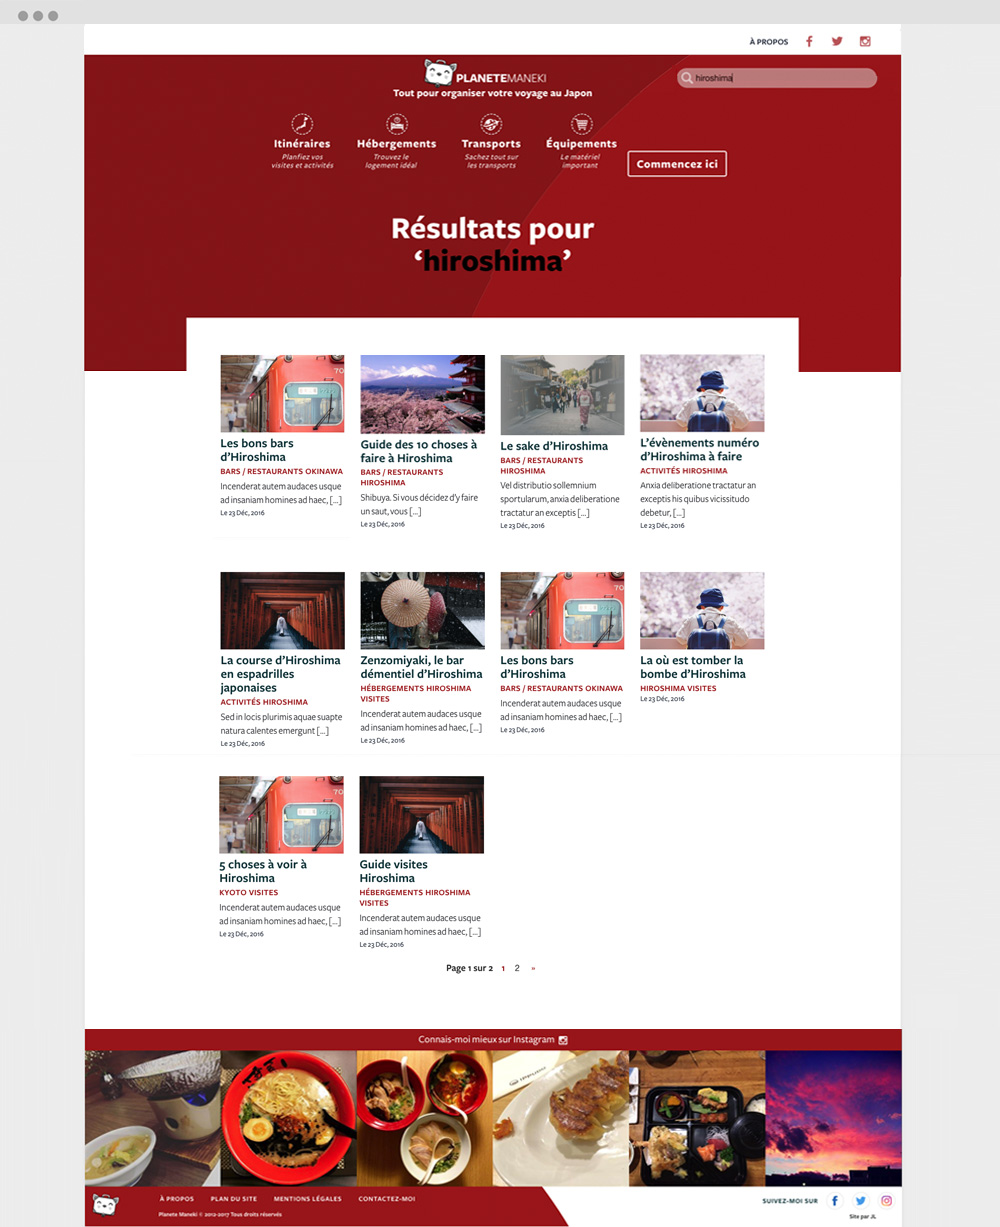 À PROPOS
PLANETEMANEKI
Tout pour organiser votre voyage au Japon
hiroshima
Itinéraires
Planfiez vos
visites et activités
Hébergements
Trouvez le
logement idéal
Transports
Sachez tout sur
les transports
Équipements
Le matériel
important
Commencez ici
Résultats pour
‘hiroshima’
70
Les bons bars
d’Hiroshima
BARS / RESTAURANTS OKINAWA
Incenderat autem audaces usque
ad insaniam homines ad haec, [...]
Le 23 Déc, 2016
Guide des 10 choses à
faire à Hiroshima
BARS / RESTAURANTS
HIROSHIMA
Shibuya. Si vous décidez d’y faire
un saut, vous [...]
Le 23 Déc, 2016
Le sake d’Hiroshima
BARS / RESTAURANTS
HIROSHIMA
Vel distributio sollemnium
sportularum, anxia deliberatione
tractatur an exceptis [...]
Le 23 Déc, 2016
L’évènements numéro
d’Hiroshima à faire
ACTIVITÉS HIROSHIMA
Anxia deliberatione tractatur an
exceptis his quibus vicissitudo
debetur, [...]
Le 23 Déc, 2016
La course d’Hiroshima
en espadrilles
japonaises
ACTIVITÉS HIROSHIMA
Sed in locis plurimis aquae suapte
natura calentes emergunt [...]
Le 23 Déc, 2016
Zenzomiyaki, le bar
démentiel d’Hiroshima
HÉBERGEMENTS HIROSHIMA
VISITES
Incenderat autem audaces usque
ad insaniam homines ad haec, [...]
Le 23 Déc, 2016
70
Les bons bars
d’Hiroshima
BARS / RESTAURANTS OKINAWA
Incenderat autem audaces usque
ad insaniam homines ad haec, [...]
Le 23 Déc, 2016
La où est tomber la
bombe d’Hiroshima
HIROSHIMA VISITES
Le 23 Déc, 2016
70
5 choses à voir à
Hiroshima
KYOTO VISITES
Incenderat autem audaces usque
ad insaniam homines ad haec, [...]
Le 23 Déc, 2016
Guide visites
Hiroshima
HÉBERGEMENTS HIROSHIMA
VISITES
Incenderat autem audaces usque
ad insaniam homines ad haec, [...]
Le 23 Déc, 2016
Page 1 sur 2 1 2 »
Connais-moi mieux sur Instagram
À PROPOS PLAN DU SITE MENTIONS LÉGALES CONTACTEZ-MOI
Planete Maneki © 2012-2017 Tous droits réservés
SUIVEZ-MOI SUR
Site par JL